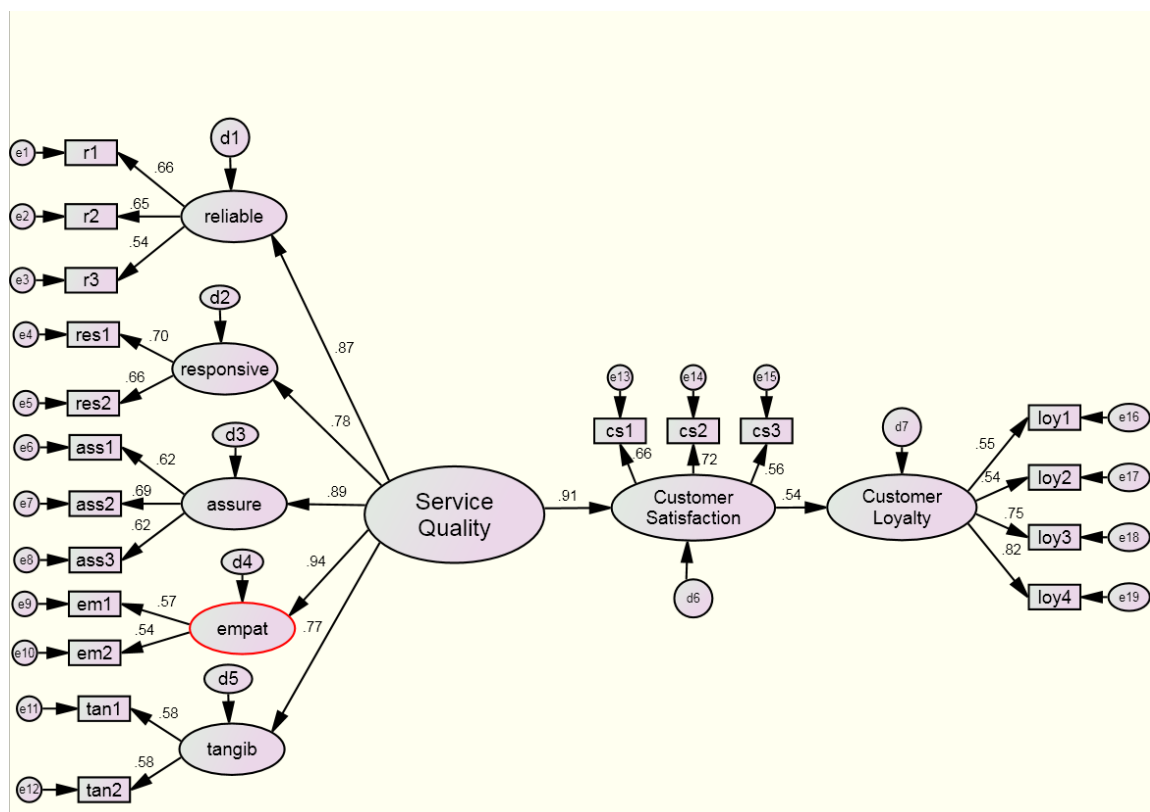 d1
e1
r1
.66
e2
r2
.65
reliable
e3
r3
.54
d2
e4
res1
.70
responsive
e5
res2
.66
.87
.78
d3
e6
ass1
.62
e7
ass2
.69
assure
.89
e8
ass3
.62
Service
Quality
d4
.94
e9
em1
.57
empat
e10
em2
.54
.77
d5
e11
tan1
.58
tangib
e12
tan2
.58
e13
e14
e15
cs1
cs2
cs3
.66
.72
.56
.91
Customer
Satisfaction
d6
.54
d7
Customer
Loyalty
.55
loy1
e16
.54
loy2
e17
.75
loy3
e18
.82
loy4
e19